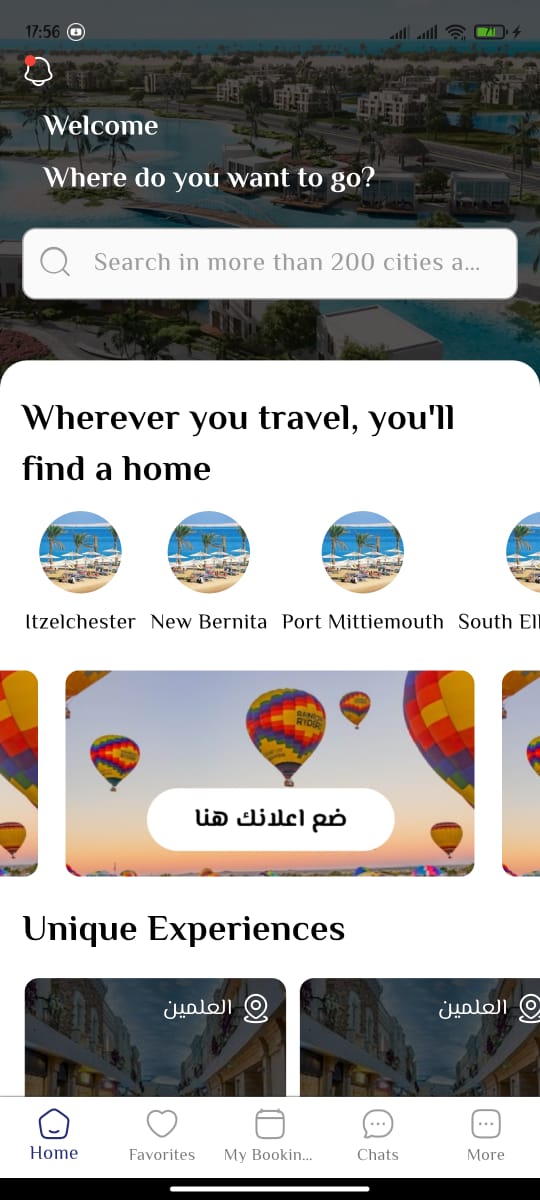 17:56
Welcome
Where do you want to go?
Search in more than 200 cities a...
Wherever you travel, you'll
find a home
Itzelchester New Bernita Port Mittiemouth South Ell
RAINBOW
RYDERS
ضع اعلانك هنا
Unique Experiences
العلمين العلمين
Home Favorites My Bookin... Chats More